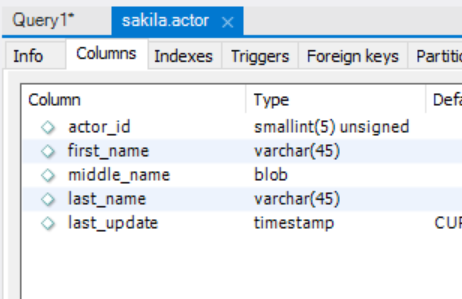 Query1* sakila.actor ×
Info Columns Indexes Triggers Foreign keys Partiti
Column Type Defa
actor_id smallint(5) unsigned
first_name varchar(45)
middle_name blob
last_name varchar(45)
last_update timestamp CUR